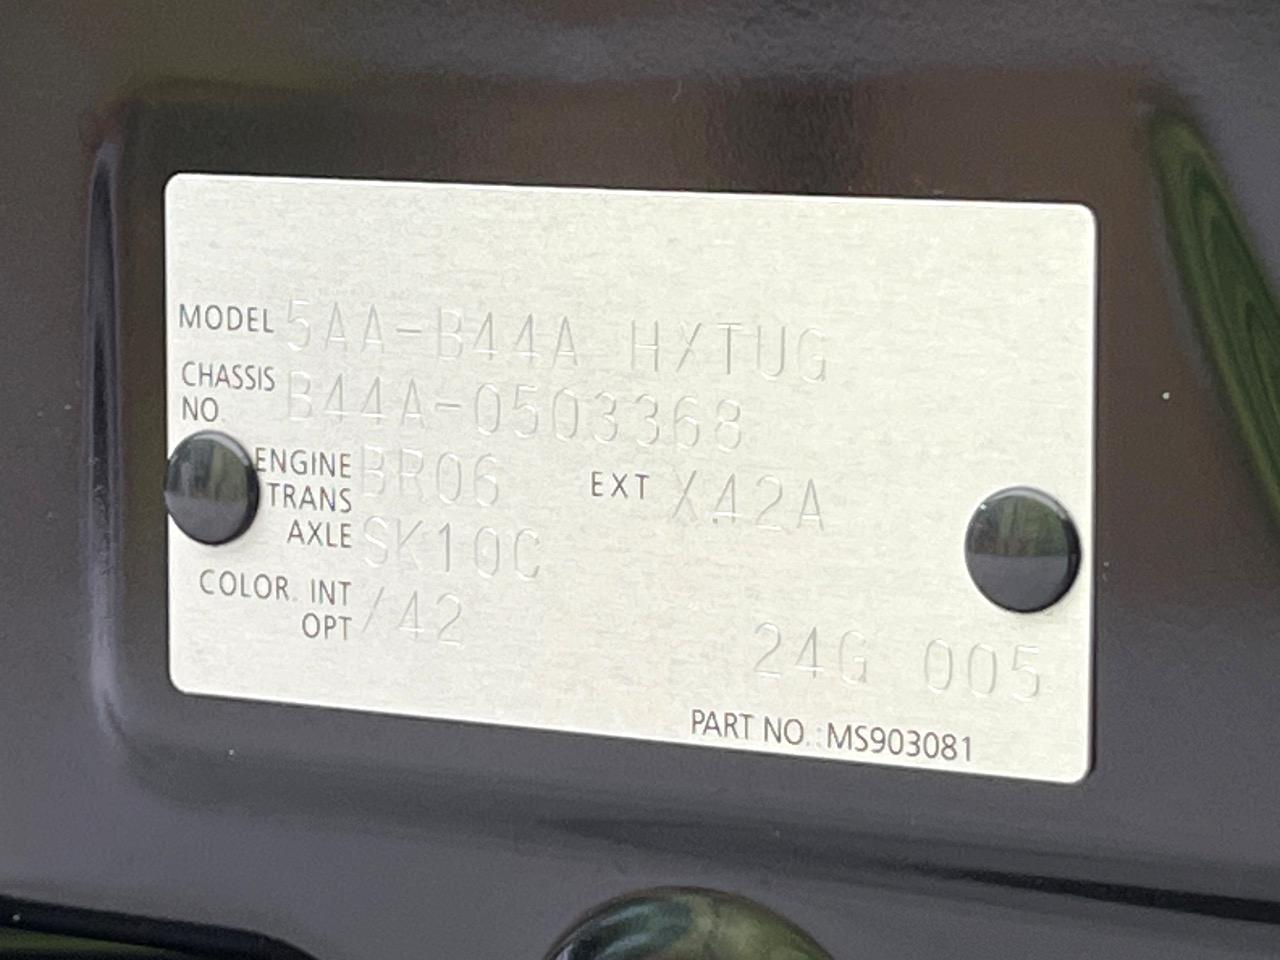 MODEL 5AA-B44A HXTUG
CHASSIS NO. B44A-0503368
ENGINE BR06 EXT X42A
TRANS AXLE SK10C
COLOR. INT OPT /42
24G 005
PART NO.:MS903081